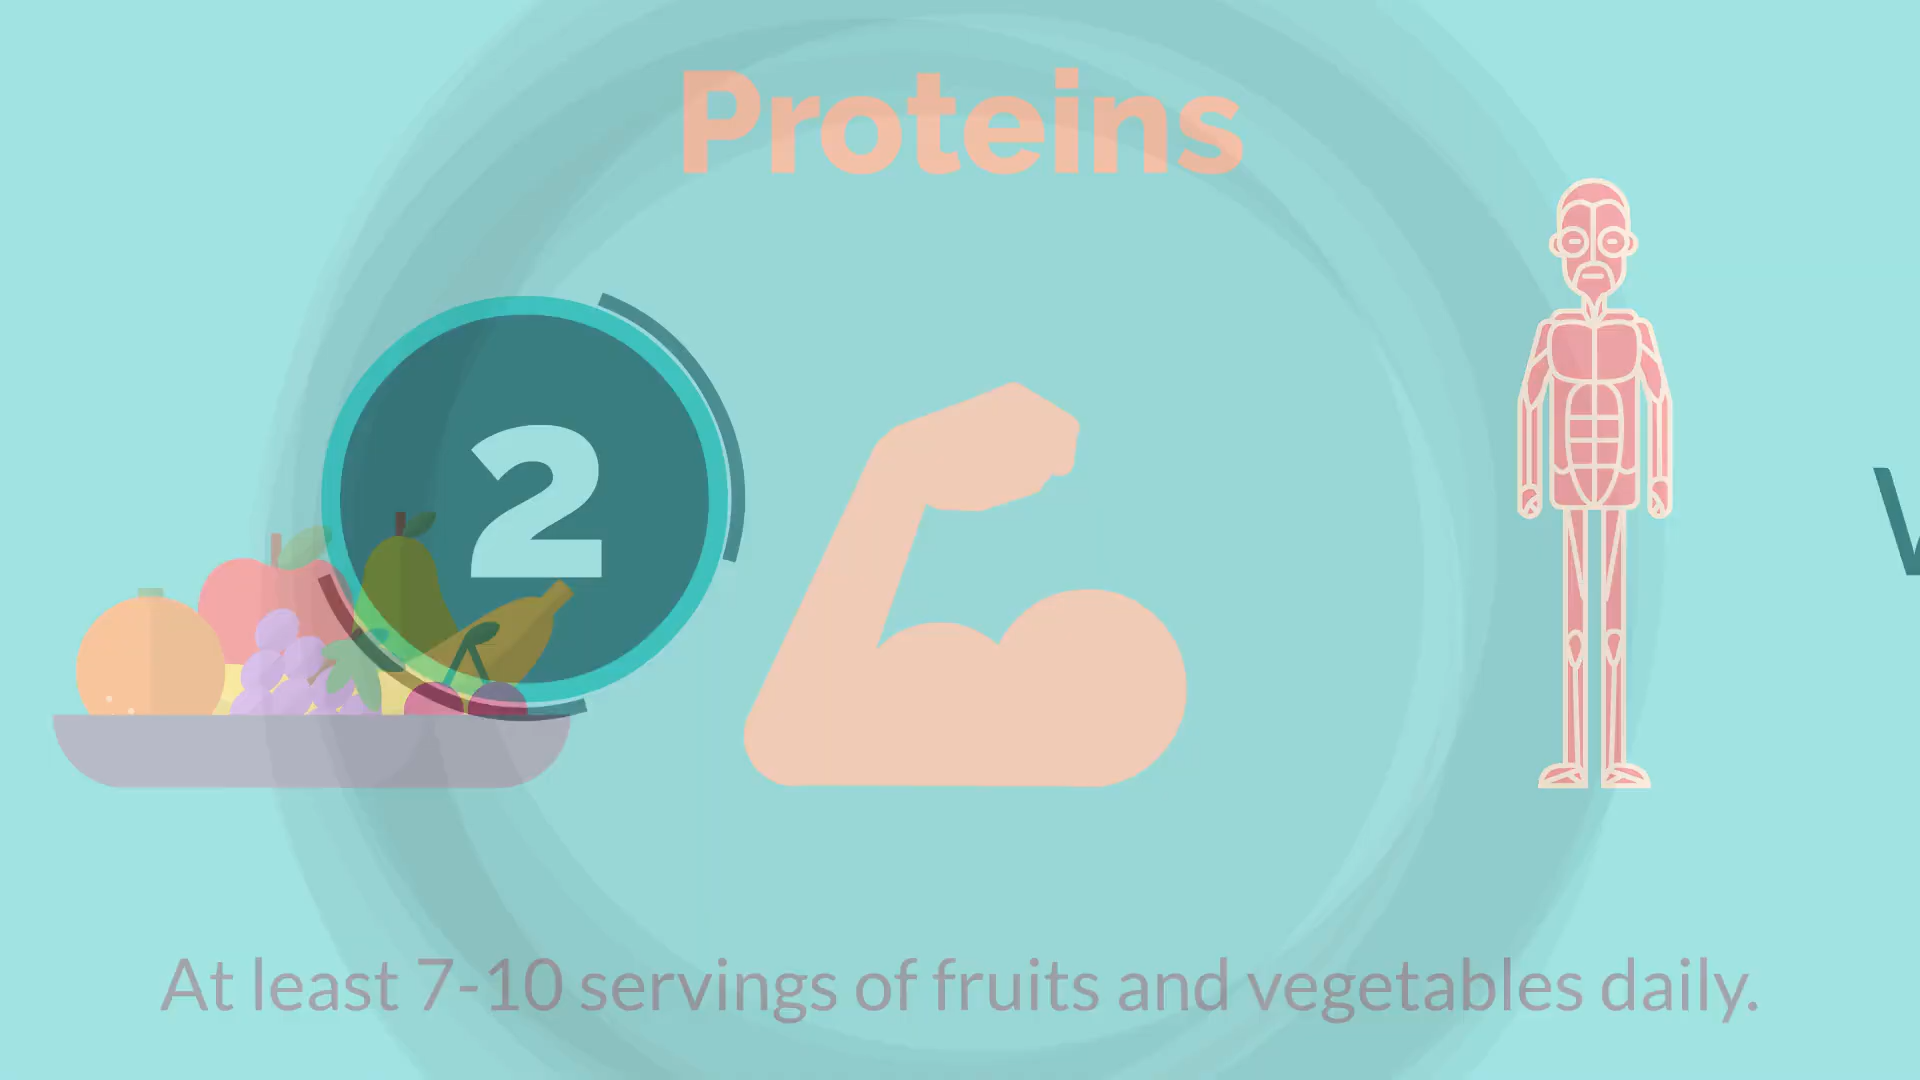 Proteins
2
At least 7-10 servings of fruits and vegetables daily.